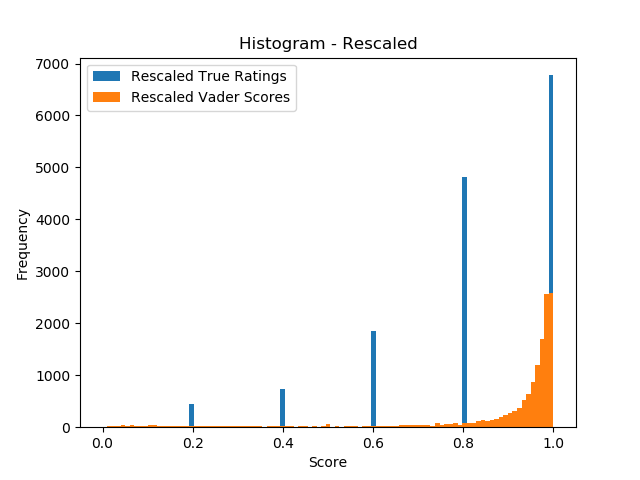 Histogram - Rescaled
Rescaled True Ratings
Rescaled Vader Scores
Frequency
7000
6000
5000
4000
3000
2000
1000
0
0.0 0.2 0.4 0.6 0.8 1.0
Score